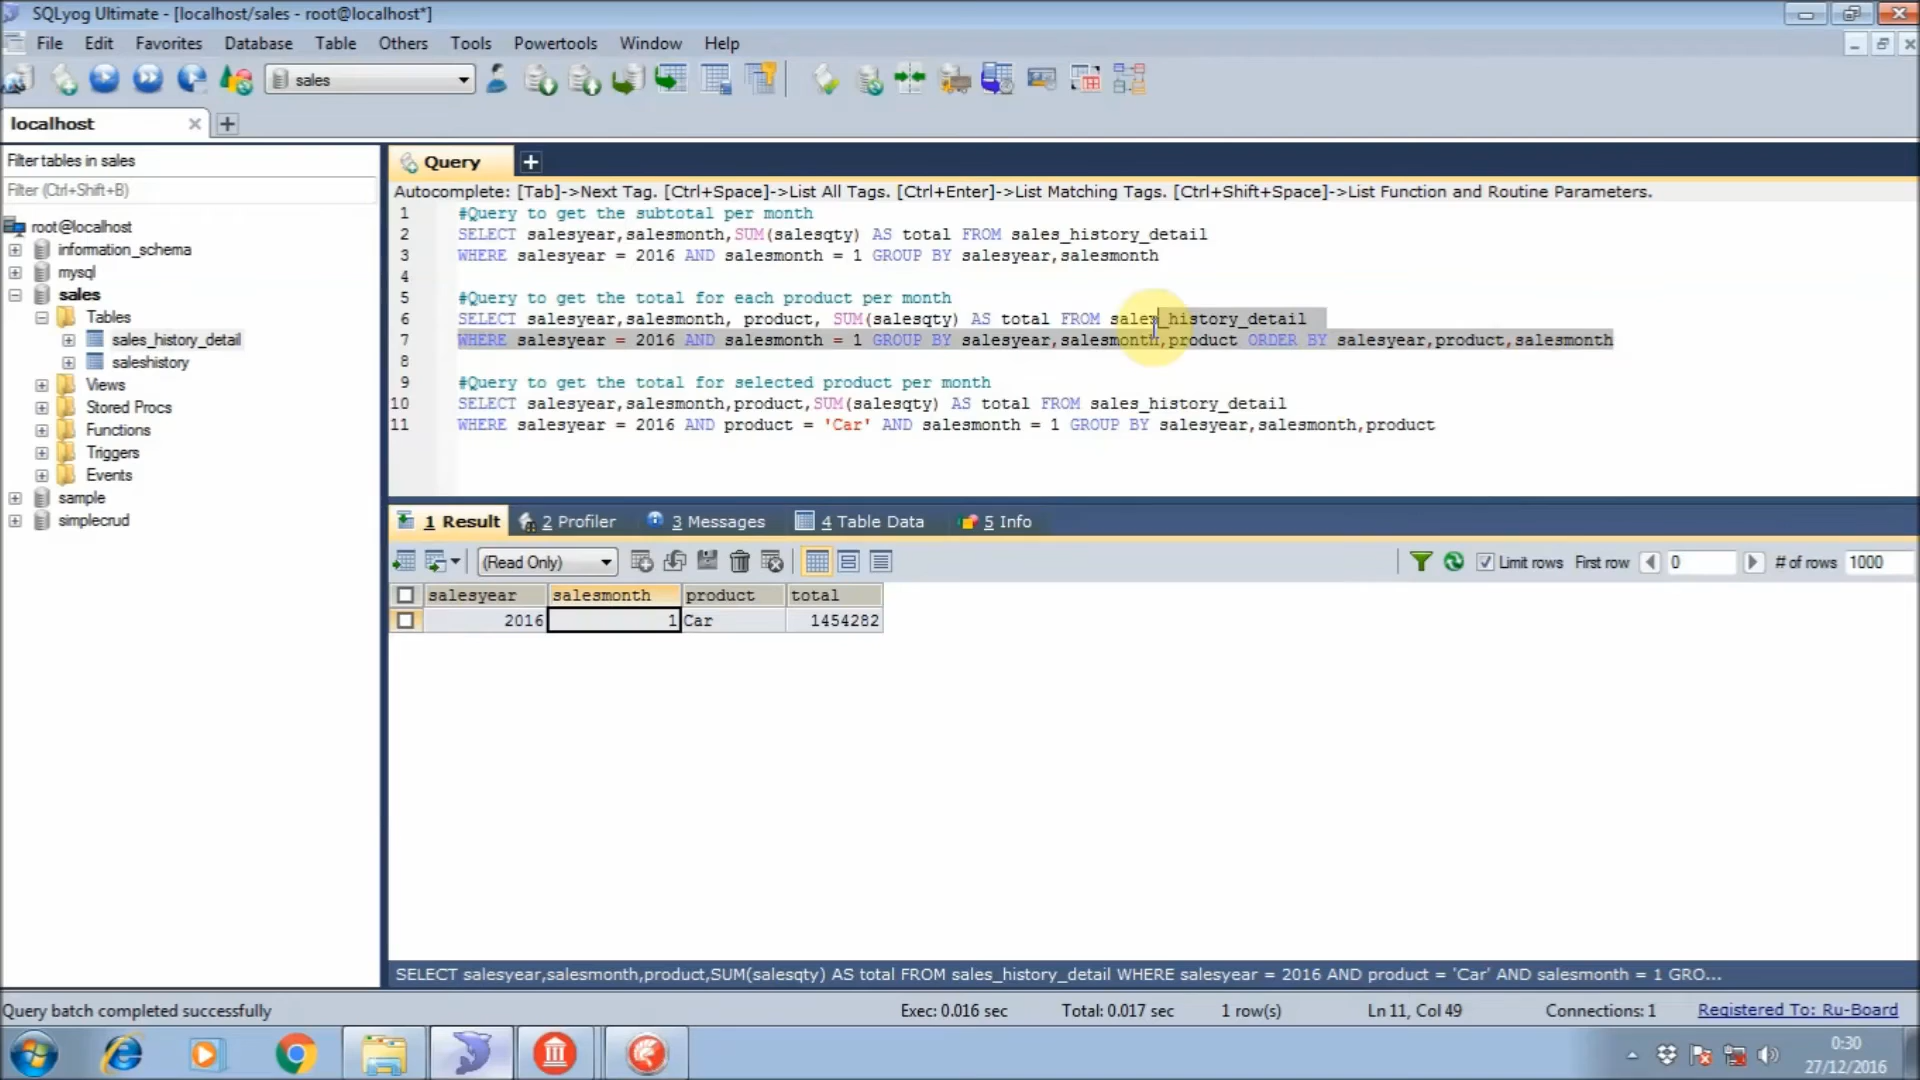 SQLyog Ultimate - [localhost/sales - root@localhost*]
File Edit Favorites Database Table Others Tools Powertools Window Help
sales
localhost
Filter tables in sales
Filter (Ctrl+Shift+B)
root@localhost
information_schema
mysql
sales
Tables
sales_history_detail
saleshistory
Views
Stored Procs
Functions
Triggers
Events
sample
simplecrud
Query
Autocomplete: [Tab]->Next Tag. [Ctrl+Space]->List All Tags. [Ctrl+Enter]->List Matching Tags. [Ctrl+Shift+Space]->List Function and Routine Parameters.
1 #Query to get the subtotal per month
2 SELECT salesyear,salesmonth,SUM(salesqty) AS total FROM sales_history_detail
3 WHERE salesyear = 2016 AND salesmonth = 1 GROUP BY salesyear,salesmonth
4
5 #Query to get the total for each product per month
6 SELECT salesyear,salesmonth, product, SUM(salesqty) AS total FROM sales_history_detail
7 WHERE salesyear = 2016 AND salesmonth = 1 GROUP BY salesyear,salesmonth,product ORDER BY salesyear,product,salesmonth
8
9 #Query to get the total for selected product per month
10 SELECT salesyear,salesmonth,product,SUM(salesqty) AS total FROM sales_history_detail
11 WHERE salesyear = 2016 AND product = 'Car' AND salesmonth = 1 GROUP BY salesyear,salesmonth,product
1 Result 2 Profiler 3 Messages 4 Table Data 5 Info
(Read Only) Limit rows First row 0 # of rows 1000
salesyear salesmonth product total
2016 1 Car 1454282
SELECT salesyear,salesmonth,product,SUM(salesqty) AS total FROM sales_history_detail WHERE salesyear = 2016 AND product = 'Car' AND salesmonth = 1 GRO...
Query batch completed successfully Exec: 0.016 sec Total: 0.017 sec 1 row(s) Ln 11, Col 49 Connections: 1 Registered To: Ru-Board
0:30
27/12/2016